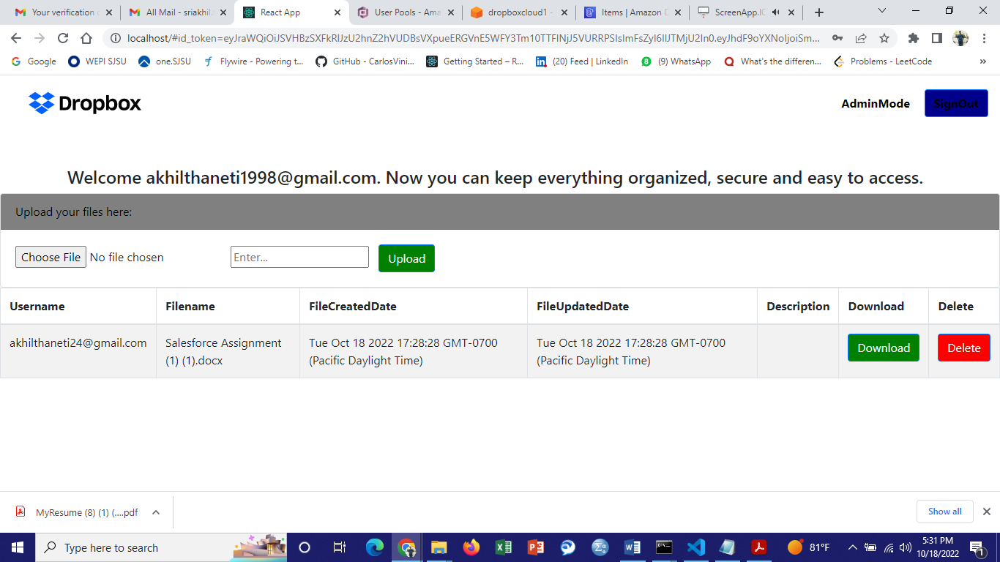 Your verification c
All Mail - sriakhil.
React App
User Pools - Ama
dropboxcloud1 -
Items | Amazon D
ScreenApp.IO
localhost/#id_token=eyJraWQiOiJSVHBzSXFkRlJzU2hnZ2hVUDBsVXpueERGVnE5WFY3Tm10TTFlNjJ5VURRPSIsImFsZyI6IlJTMjU2In0.eyJhdF9oYXNoIjoiSm...
Google
WEPI SJSU
one.SJSU
Flywire - Powering t...
GitHub - CarlosVini...
Getting Started – R...
(20) Feed | LinkedIn
(9) WhatsApp
What's the differen...
Problems - LeetCode
»
Dropbox
AdminMode
SignOut
Welcome akhilthaneti1998@gmail.com. Now you can keep everything organized, secure and easy to access.
Upload your files here:
Choose File No file chosen
Enter...
Upload
Username Filename FileCreatedDate FileUpdatedDate Description Download Delete
akhilthaneti24@gmail.com
Salesforce Assignment
(1) (1).docx
Tue Oct 18 2022 17:28:28 GMT-0700
(Pacific Daylight Time)
Tue Oct 18 2022 17:28:28 GMT-0700
(Pacific Daylight Time)
Download
Delete
MyResume (8) (1) (....pdf
Show all
Type here to search
81°F
5:31 PM
10/18/2022
1